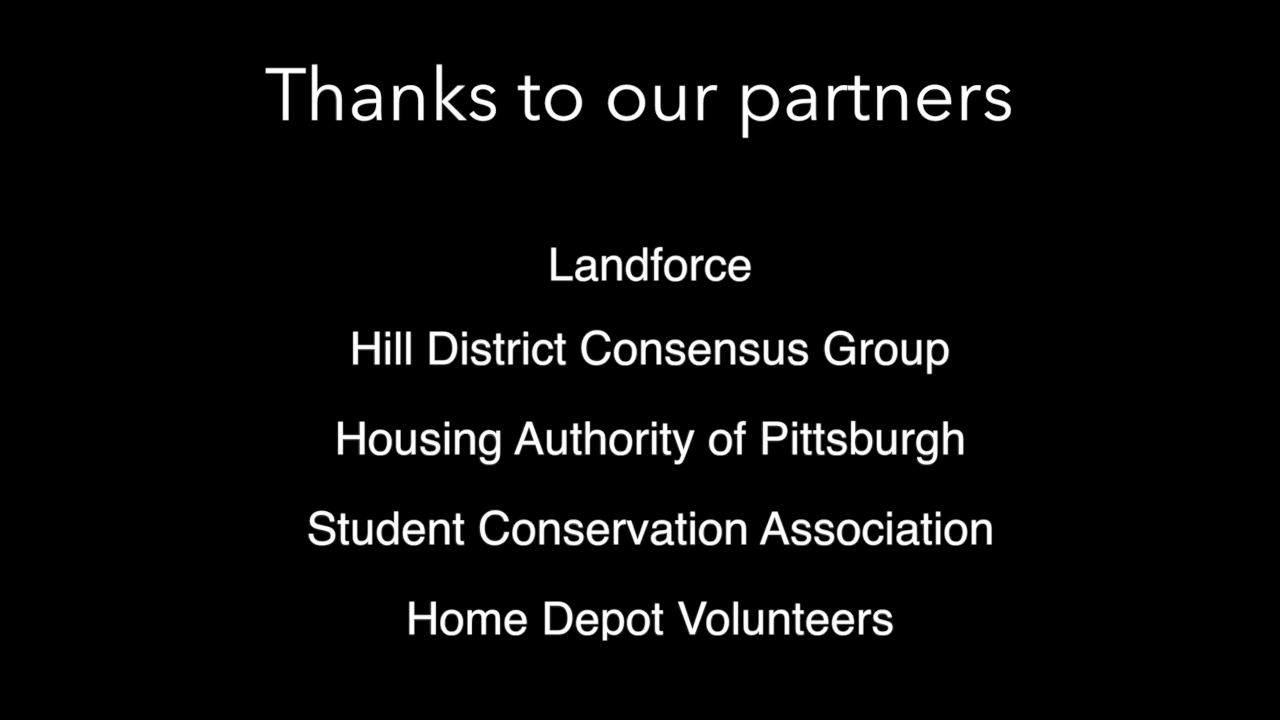 Thanks to our partners
Landforce
Hill District Consensus Group
Housing Authority of Pittsburgh
Student Conservation Association
Home Depot Volunteers